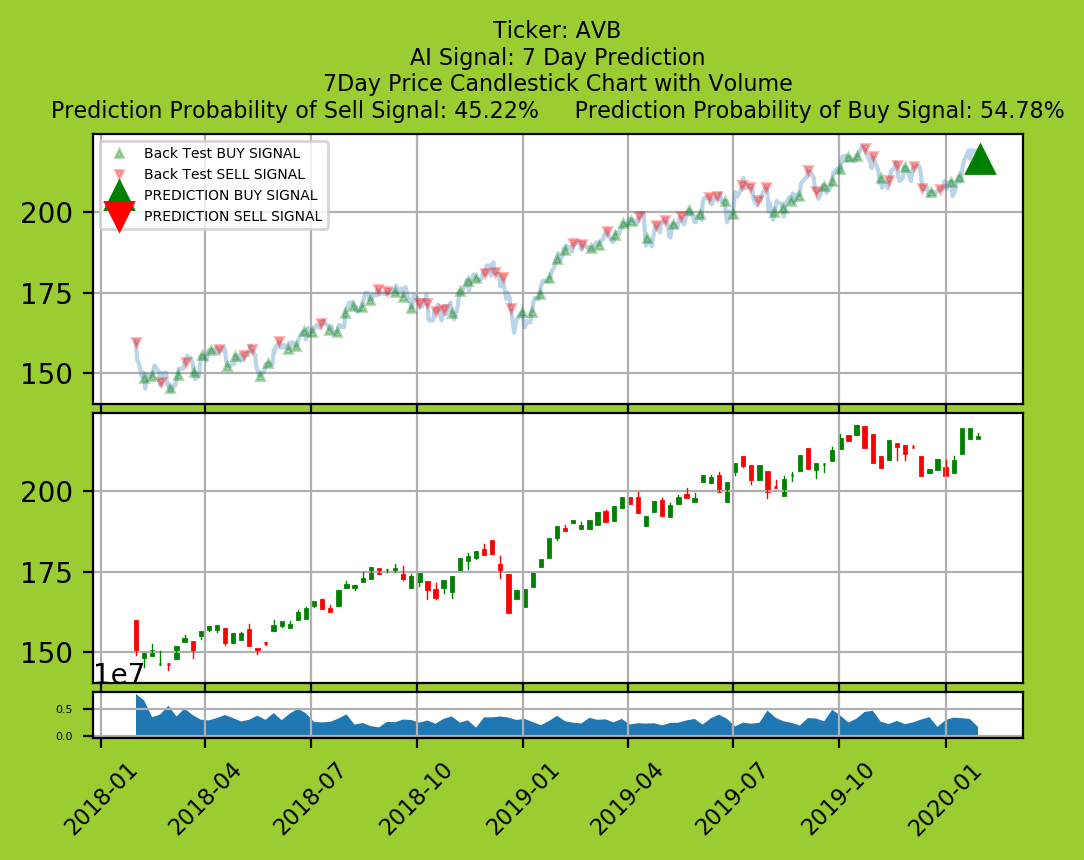 Ticker: AVB
AI Signal: 7 Day Prediction
7Day Price Candlestick Chart with Volume
Prediction Probability of Sell Signal: 45.22%     Prediction Probability of Buy Signal: 54.78%
Back Test BUY SIGNAL
Back Test SELL SIGNAL
PREDICTION BUY SIGNAL
PREDICTION SELL SIGNAL
200
175
150
200
175
150
1e7
0.5
0.0
2018-01
2018-04
2018-07
2018-10
2019-01
2019-04
2019-07
2019-10
2020-01